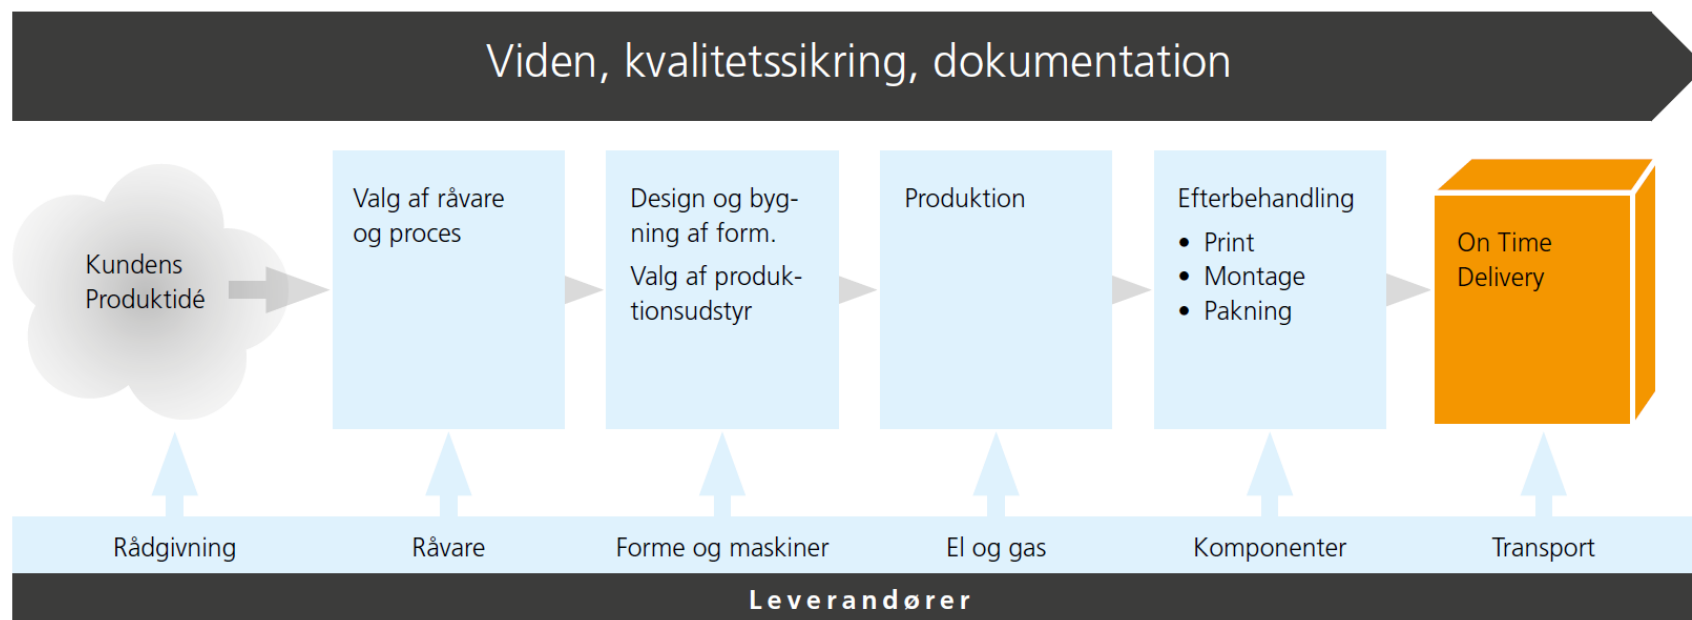 Viden, kvalitetssikring, dokumentation
Kundens
Produktidé
Valg af råvare
og proces
Design og byg-
ning af form.
Valg af produk-
tionsudstyr
Produktion
Efterbehandling
• Print
• Montage
• Pakning
On Time
Delivery
Rådgivning
Råvare
Forme og maskiner
El og gas
Komponenter
Transport
Leverandører